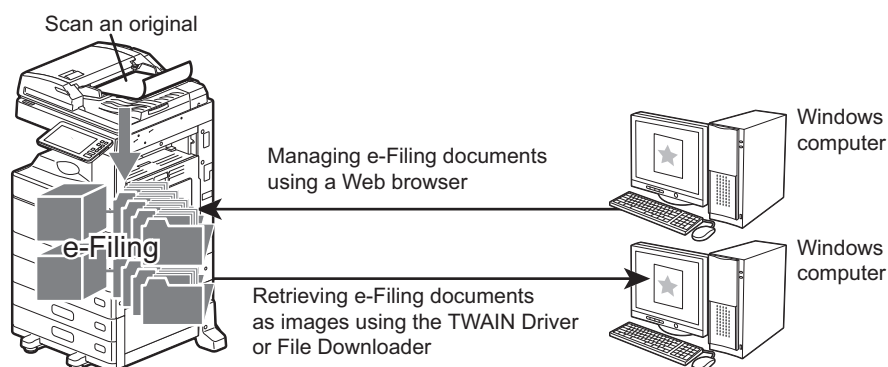 Scan an original
Managing e-Filing documents
using a Web browser
Windows
computer
e-Filing
Windows
computer
Retrieving e-Filing documents
as images using the TWAIN Driver
or File Downloader